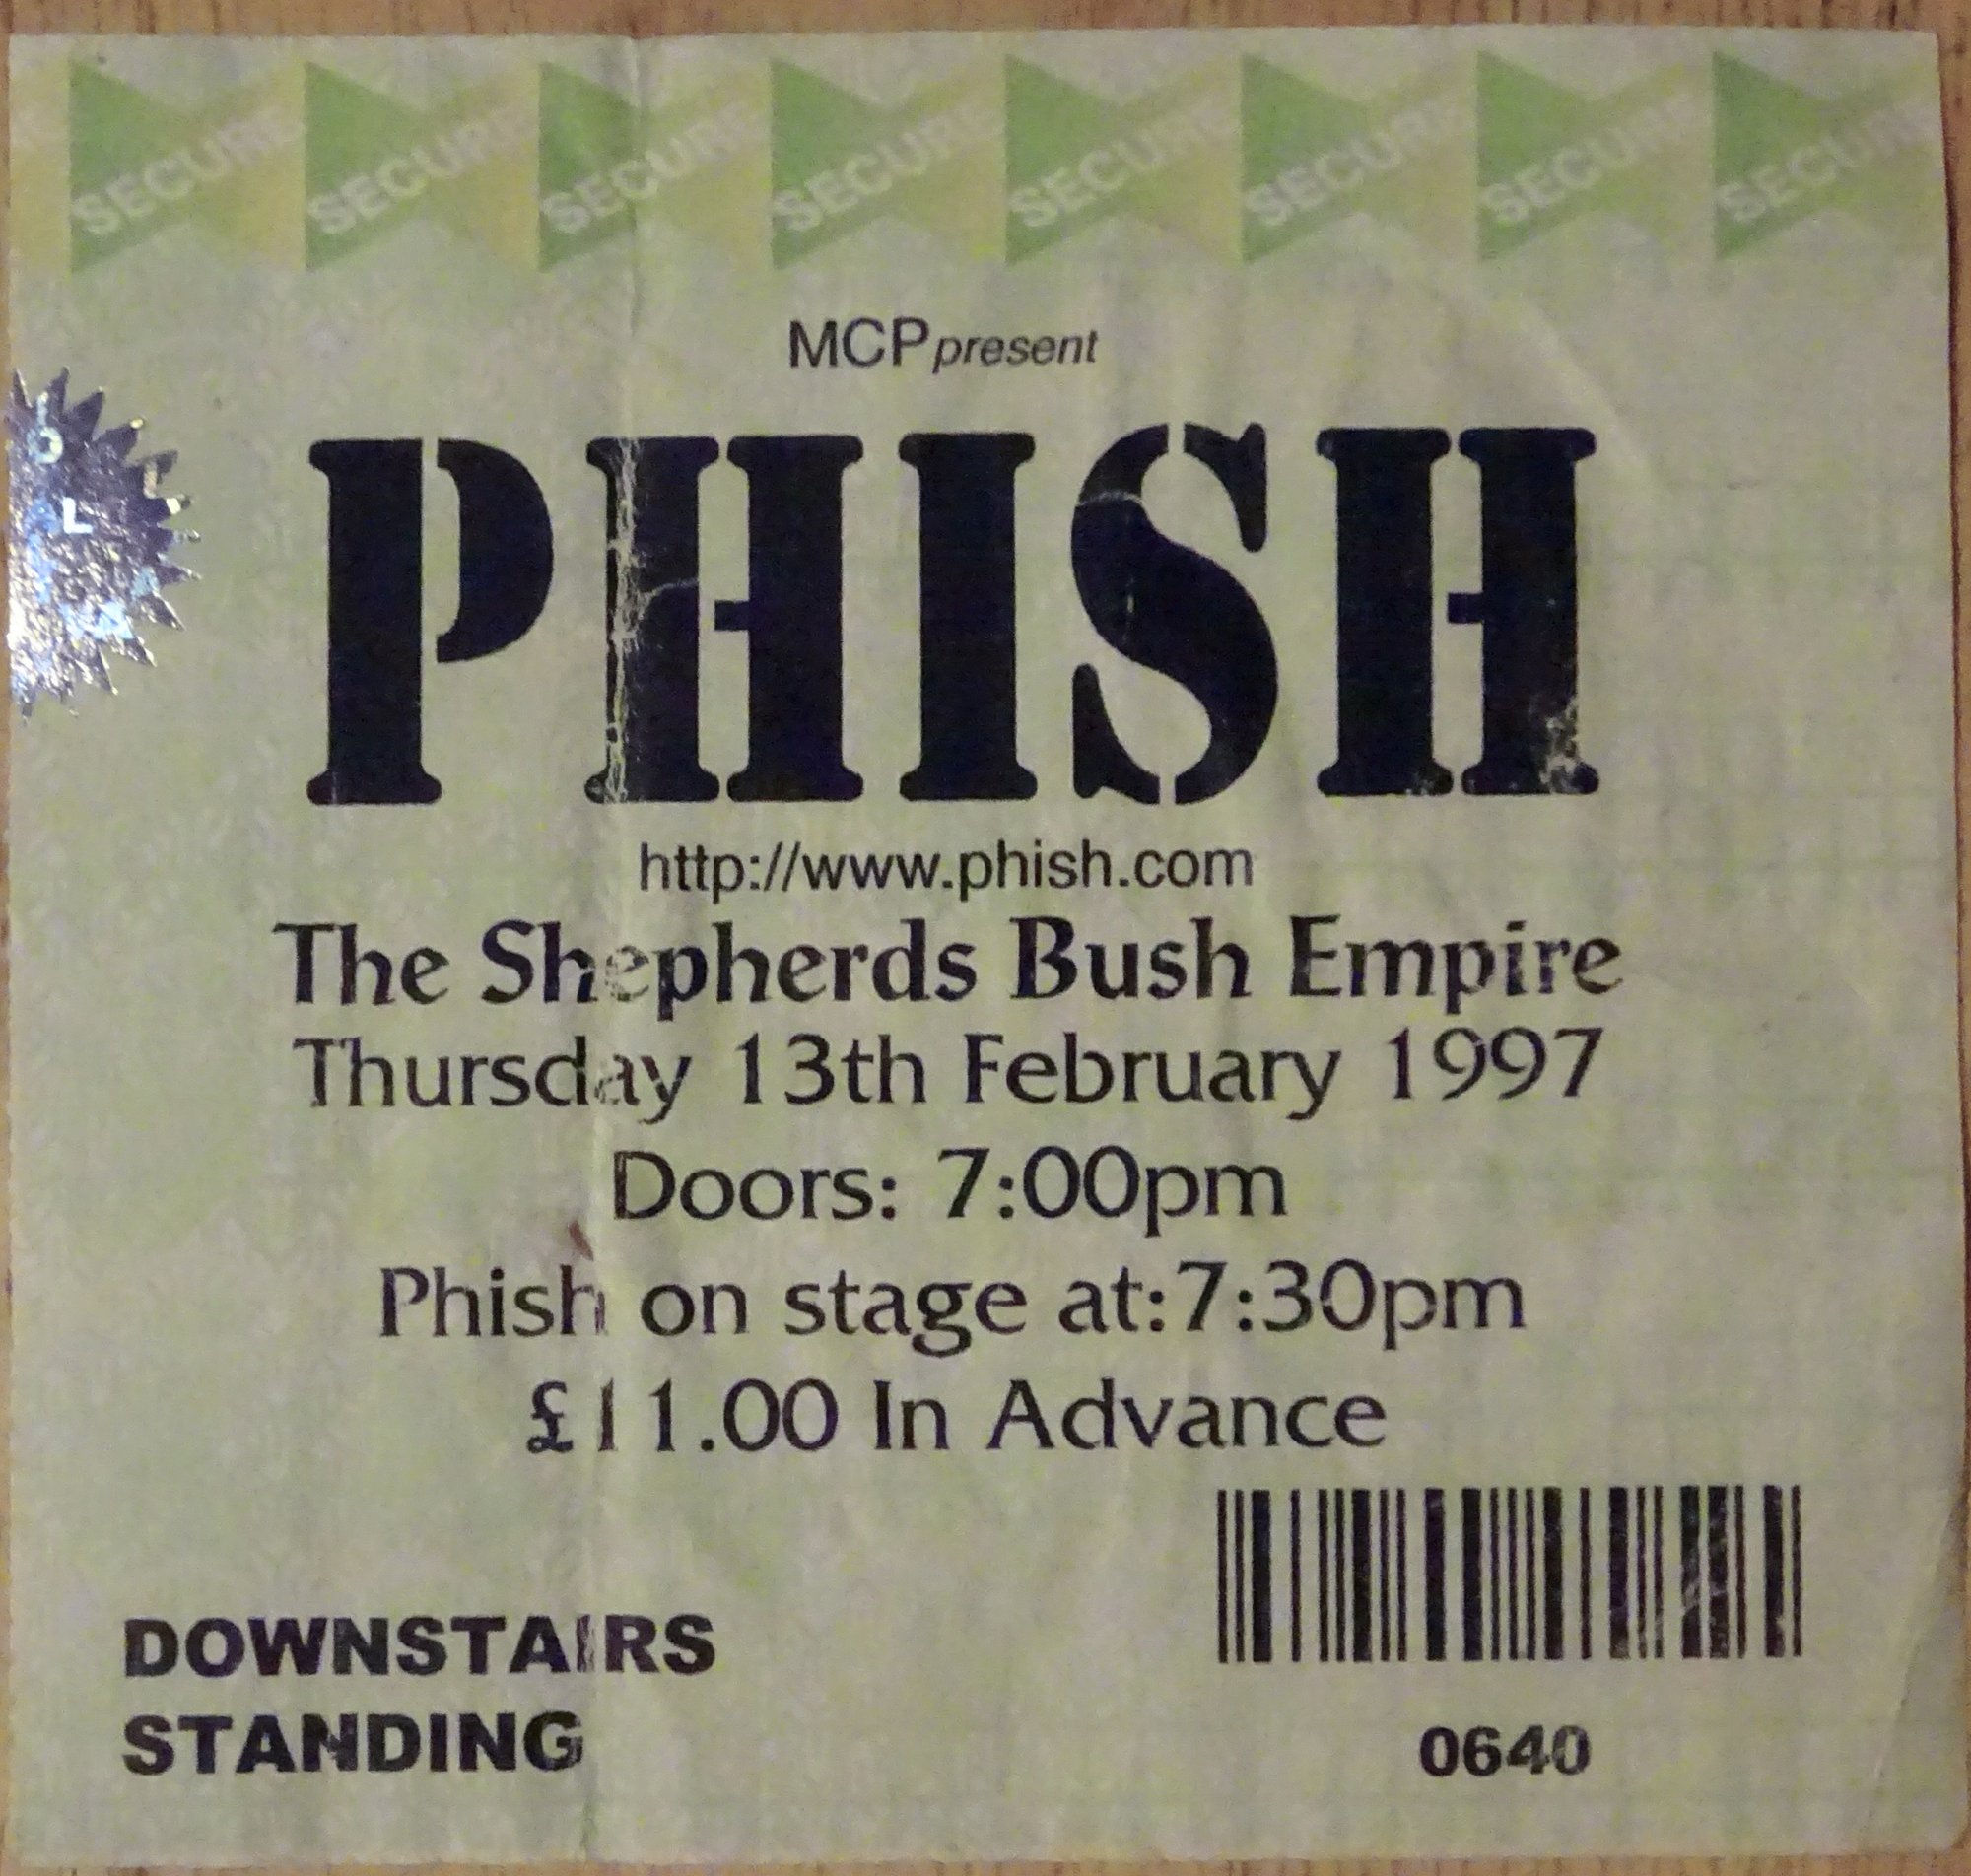 SECURE SECURE SECURE SECURE SECURE SECURE SECURE SECURE
MCP present
PHISH
http://www.phish.com
The Shepherds Bush Empire
Thursday 13th February 1997
Doors: 7:00pm
Phish on stage at:7:30pm
£11.00 In Advance
DOWNSTAIRS
STANDING
0640